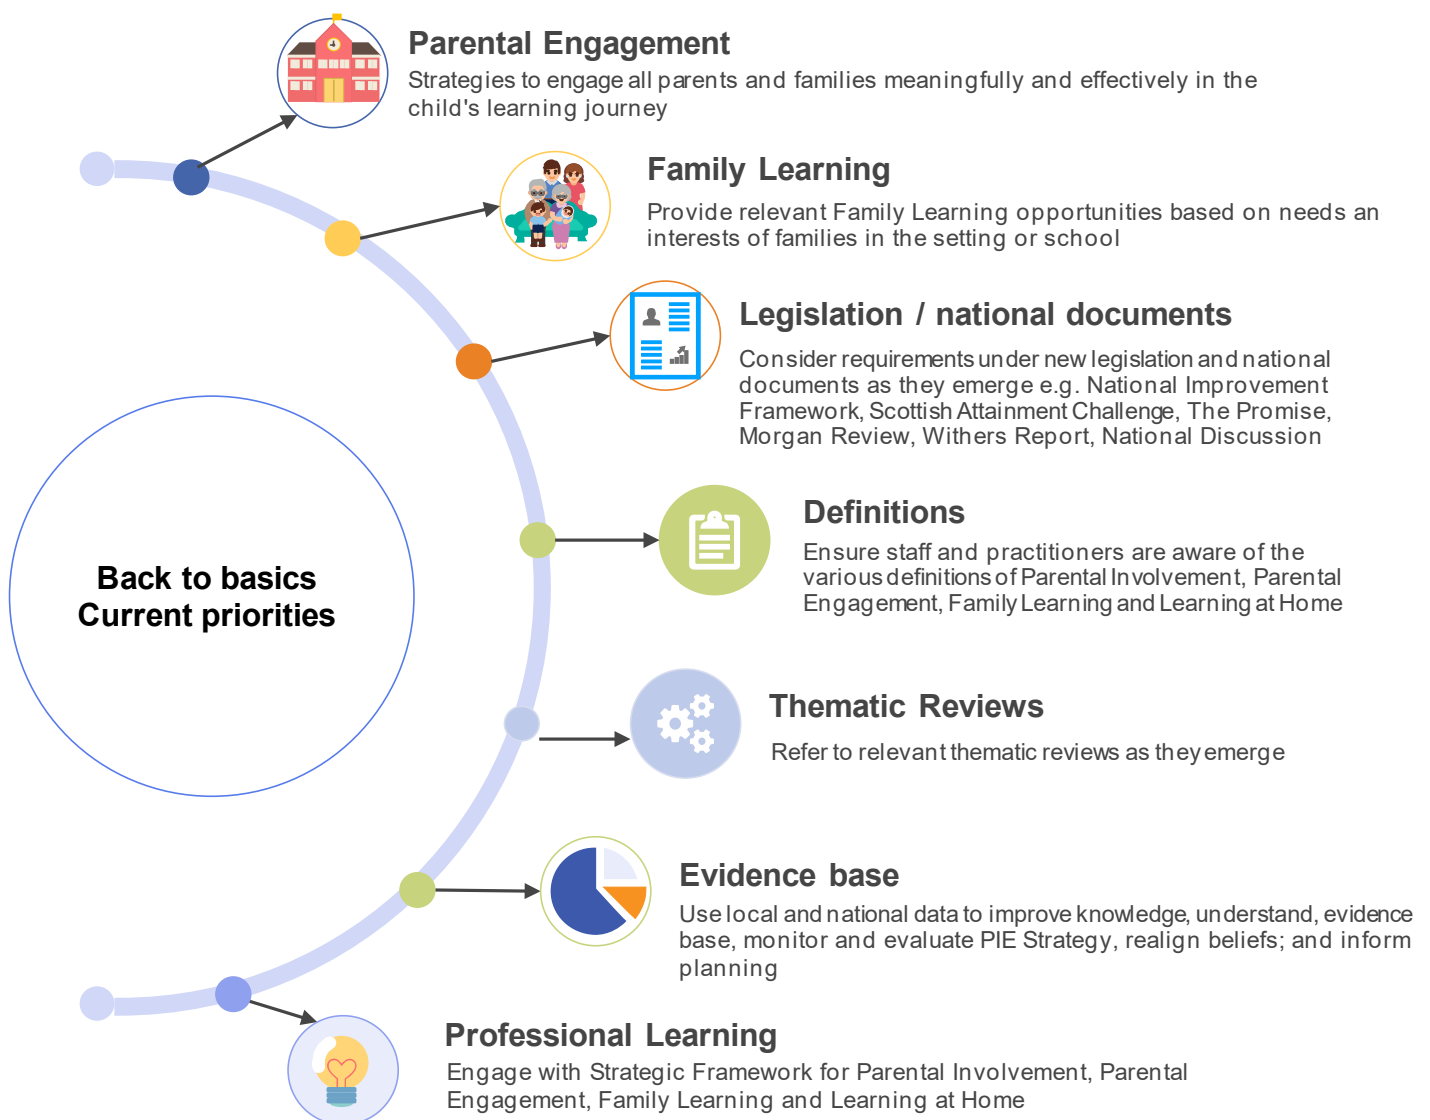 Parental Engagement
Strategies to engage all parents and families meaningfully and effectively in the
child's learning journey
Family Learning
Provide relevant Family Learning opportunities based on needs an
interests of families in the setting or school
Legislation / national documents
Consider requirements under new legislation and national
documents as they emerge e.g. National Improvement
Framework, Scottish Attainment Challenge, The Promise,
Morgan Review, Withers Report, National Discussion
Back to basics
Current priorities
Definitions
Ensure staff and practitioners are aware of the
various definitions of Parental Involvement, Parental
Engagement, Family Learning and Learning at Home
Thematic Reviews
Refer to relevant thematic reviews as they emerge
Evidence base
Use local and national data to improve knowledge, understand, evidence
base, monitor and evaluate PIE Strategy, realign beliefs; and inform
planning
Professional Learning
Engage with Strategic Framework for Parental Involvement, Parental
Engagement, Family Learning and Learning at Home